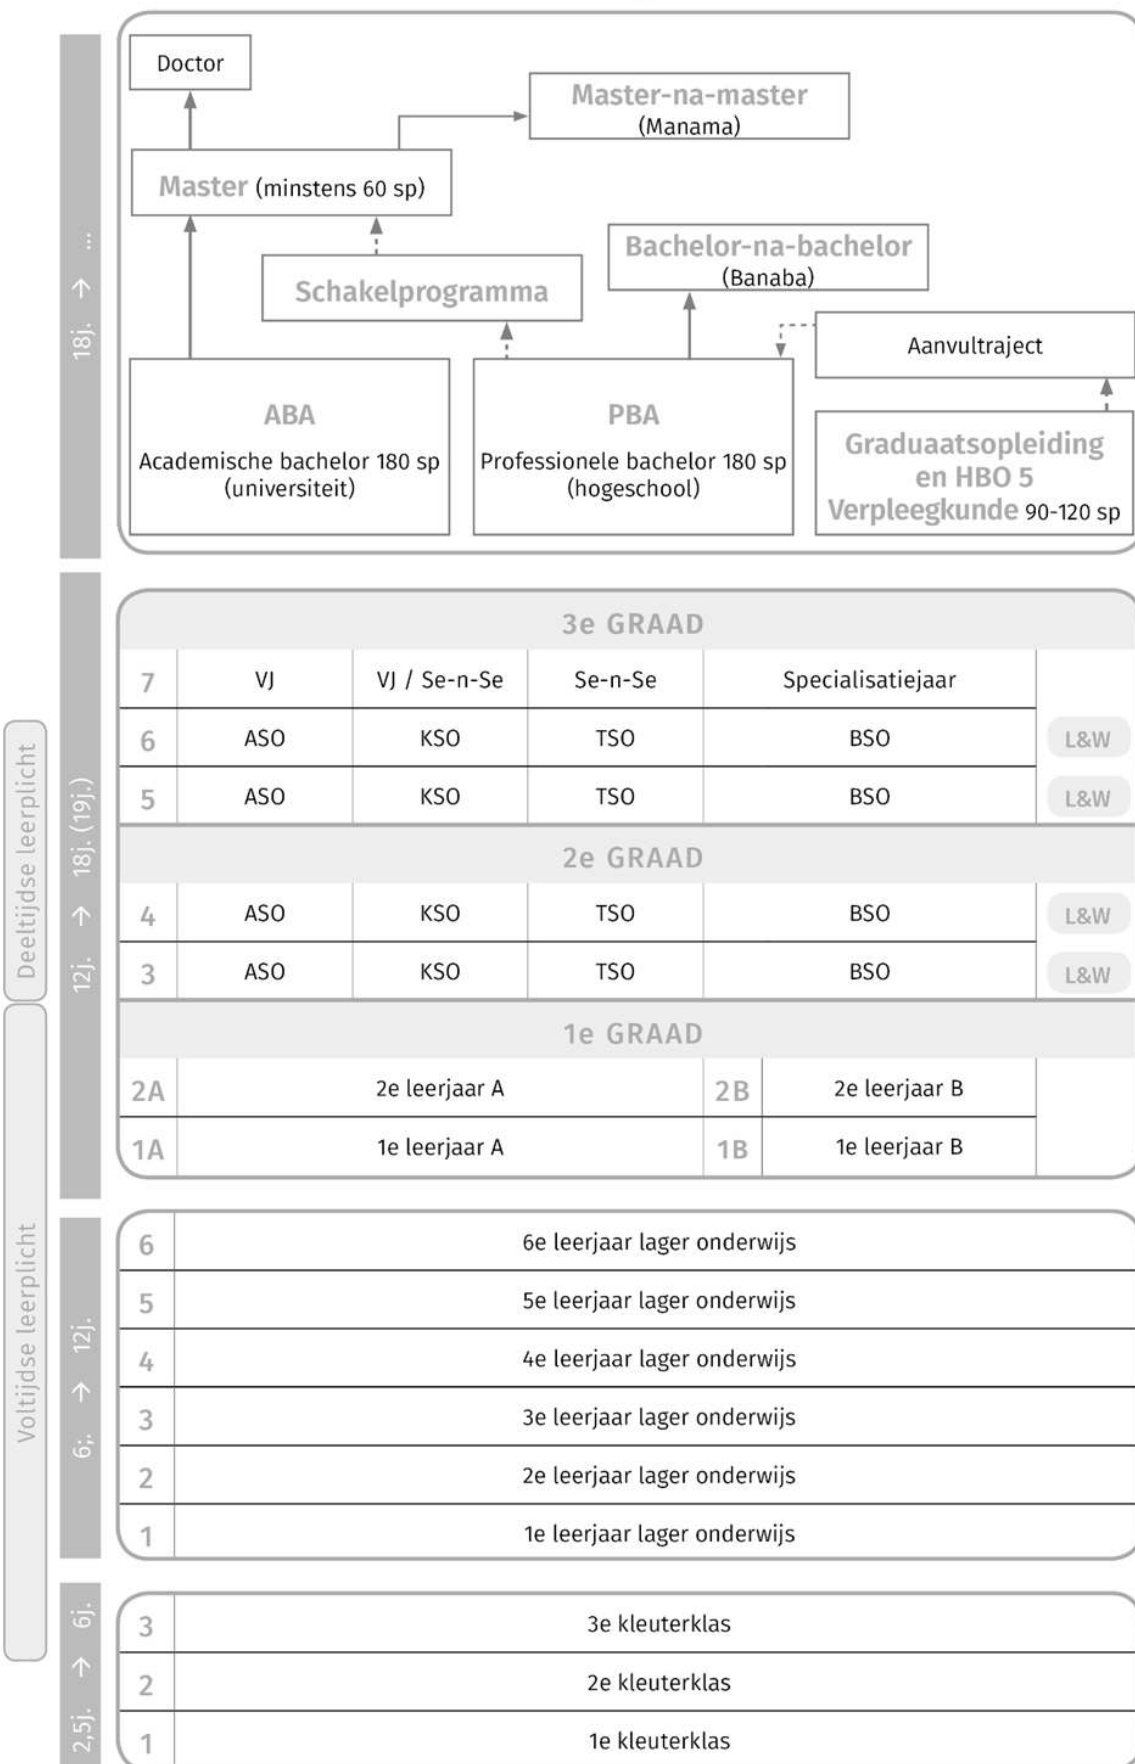 Doctor
Master-na-master
(Manama)
Master (minstens 60 sp)
Bachelor-na-bachelor
(Banaba)
Schakelprogramma
Aanvultraject
ABA
Academische bachelor 180 sp
(universiteit)
PBA
Professionele bachelor 180 sp
(hogeschool)
Graduaatsopleiding
en HBO 5
Verpleegkunde 90-120 sp
18j. → ...
3e GRAAD
7 VJ VJ / Se-n-Se Se-n-Se Specialisatiejaar
6 ASO KSO TSO BSO L&W
5 ASO KSO TSO BSO L&W
2e GRAAD
4 ASO KSO TSO BSO L&W
3 ASO KSO TSO BSO L&W
1e GRAAD
2A 2e leerjaar A 2B 2e leerjaar B
1A 1e leerjaar A 1B 1e leerjaar B
12j. → 18j. (19j.)
Deeltijdse leerplicht
6 6e leerjaar lager onderwijs
5 5e leerjaar lager onderwijs
4 4e leerjaar lager onderwijs
3 3e leerjaar lager onderwijs
2 2e leerjaar lager onderwijs
1 1e leerjaar lager onderwijs
6;. → 12j.
Voltijdse leerplicht
3 3e kleuterklas
2 2e kleuterklas
1 1e kleuterklas
2,5j. → 6j.